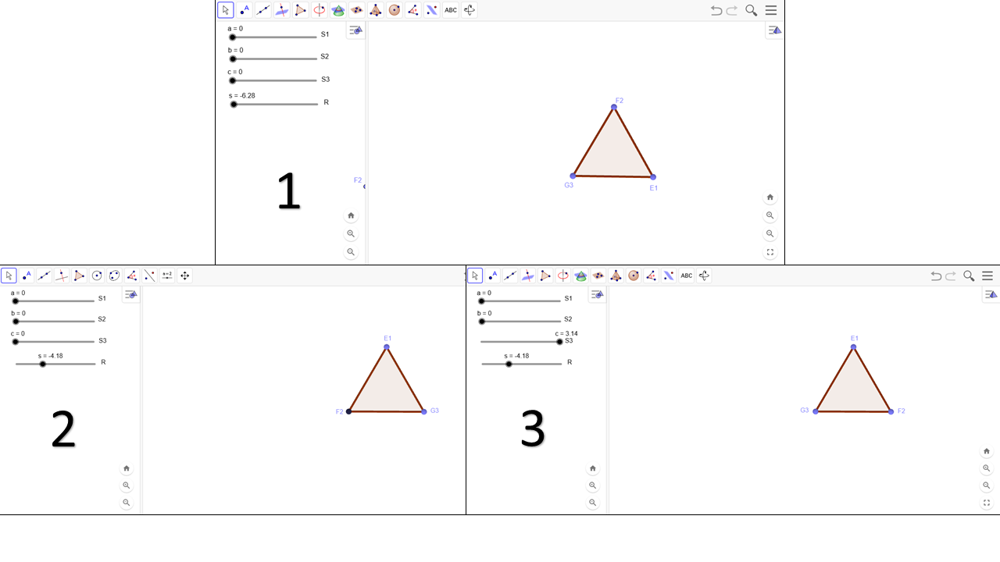 ABC
a = 0
S1
b = 0
S2
c = 0
S3
s = -6.28
R
F2
G3
E1
F2
1
A
a=2
a = 0
S1
b = 0
S2
c = 0
S3
s = -4.18
R
E1
F2
G3
2
A
ABC
a = 0
S1
b = 0
S2
c = 3.14
S3
s = -4.18
R
E1
G3
F2
3